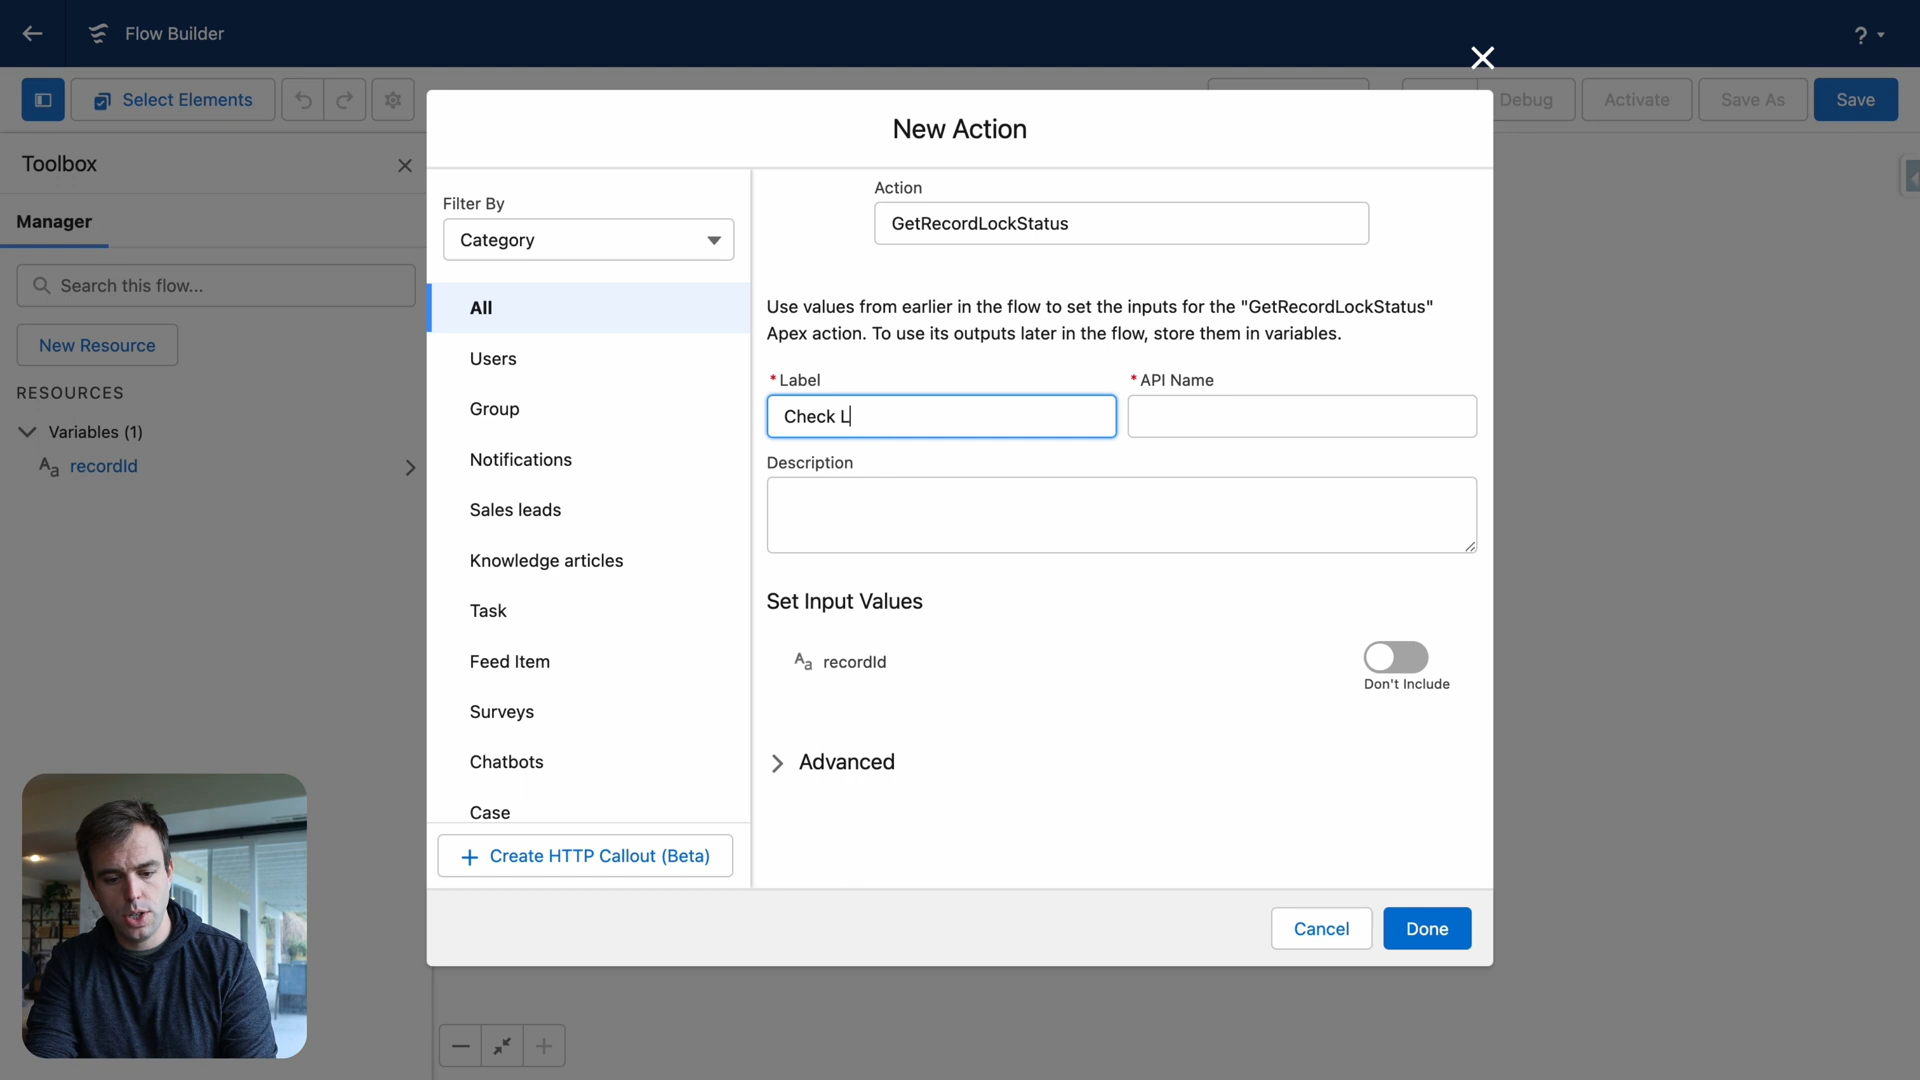 Flow Builder
?
Select Elements
Debug
Activate
Save As
Save
Toolbox
Manager
Search this flow...
New Resource
RESOURCES
Variables (1)
Aa recordId
New Action
Filter By
Category
All
Users
Group
Notifications
Sales leads
Knowledge articles
Task
Feed Item
Surveys
Chatbots
Case
+ Create HTTP Callout (Beta)
Action
GetRecordLockStatus
Use values from earlier in the flow to set the inputs for the "GetRecordLockStatus"
Apex action. To use its outputs later in the flow, store them in variables.
* Label
* API Name
Check L
Description
Set Input Values
Aa recordId
Don't Include
Advanced
Cancel
Done